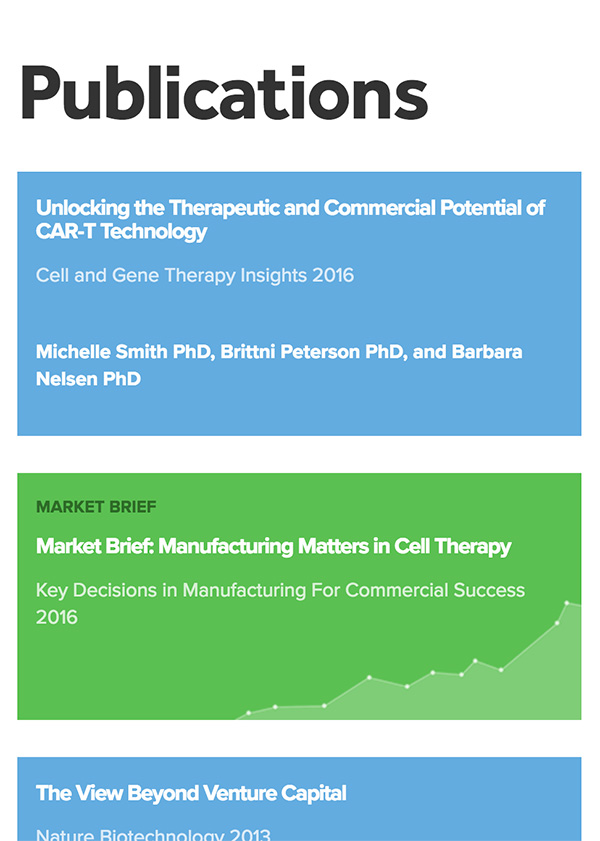 Publications
Unlocking the Therapeutic and Commercial Potential of
CAR-T Technology
Cell and Gene Therapy Insights 2016
Michelle Smith PhD, Brittni Peterson PhD, and Barbara
Nelsen PhD
MARKET BRIEF
Market Brief: Manufacturing Matters in Cell Therapy
Key Decisions in Manufacturing For Commercial Success
2016
The View Beyond Venture Capital
Nature Biotechnology 2013